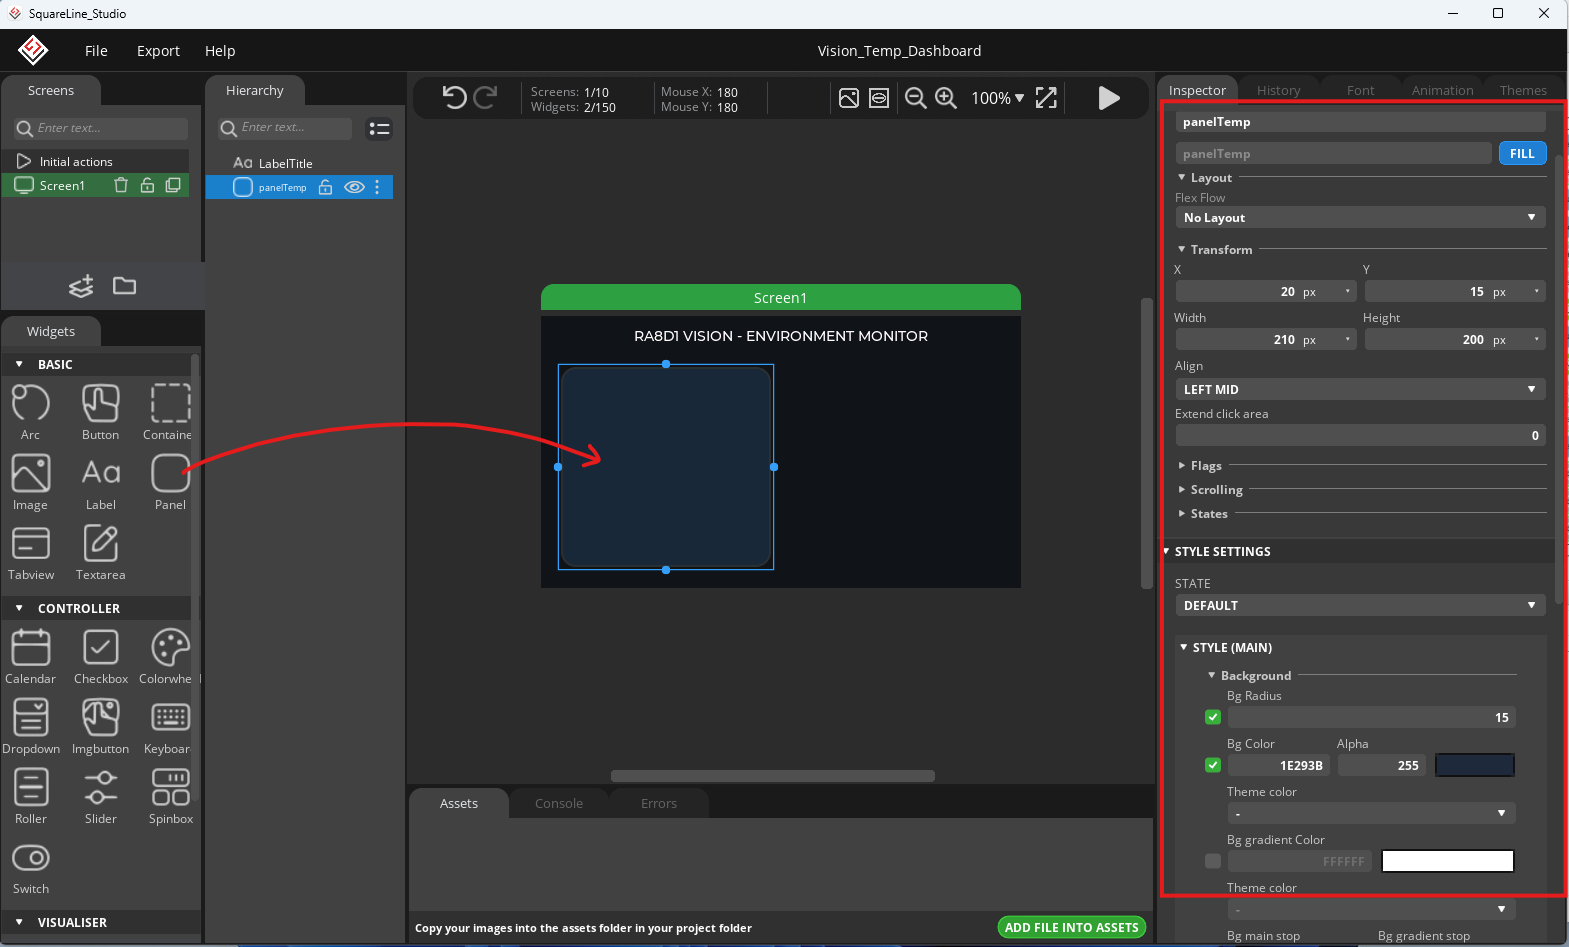 SquareLine_Studio
File Export Help
Vision_Temp_Dashboard
Screens
Enter text...
Initial actions
Screen1
Hierarchy
Enter text...
LabelTitle
panelTemp
Screens: 1/10
Widgets: 2/150
Mouse X: 180
Mouse Y: 180
100%
Screen1
RA8D1 VISION - ENVIRONMENT MONITOR
Widgets
BASIC
Arc Button Containe
Image Label Panel
Tabview Textarea
CONTROLLER
Calendar Checkbox Colorwhe
Dropdown Imgbutton Keyboar
Roller Slider Spinbox
Switch
VISUALISER
Assets Console Errors
Copy your images into the assets folder in your project folder
ADD FILE INTO ASSETS
Inspector History Font Animation Themes
panelTemp
panelTemp FILL
Layout
Flex Flow
No Layout
Transform
X Y
20 px 15 px
Width Height
210 px 200 px
Align
LEFT MID
Extend click area
0
Flags
Scrolling
States
STYLE SETTINGS
STATE
DEFAULT
STYLE (MAIN)
Background
Bg Radius
15
Bg Color Alpha
1E293B 255
Theme color
-
Bg gradient Color
FFFFFF
Theme color
-
Bg main stop Bg gradient stop